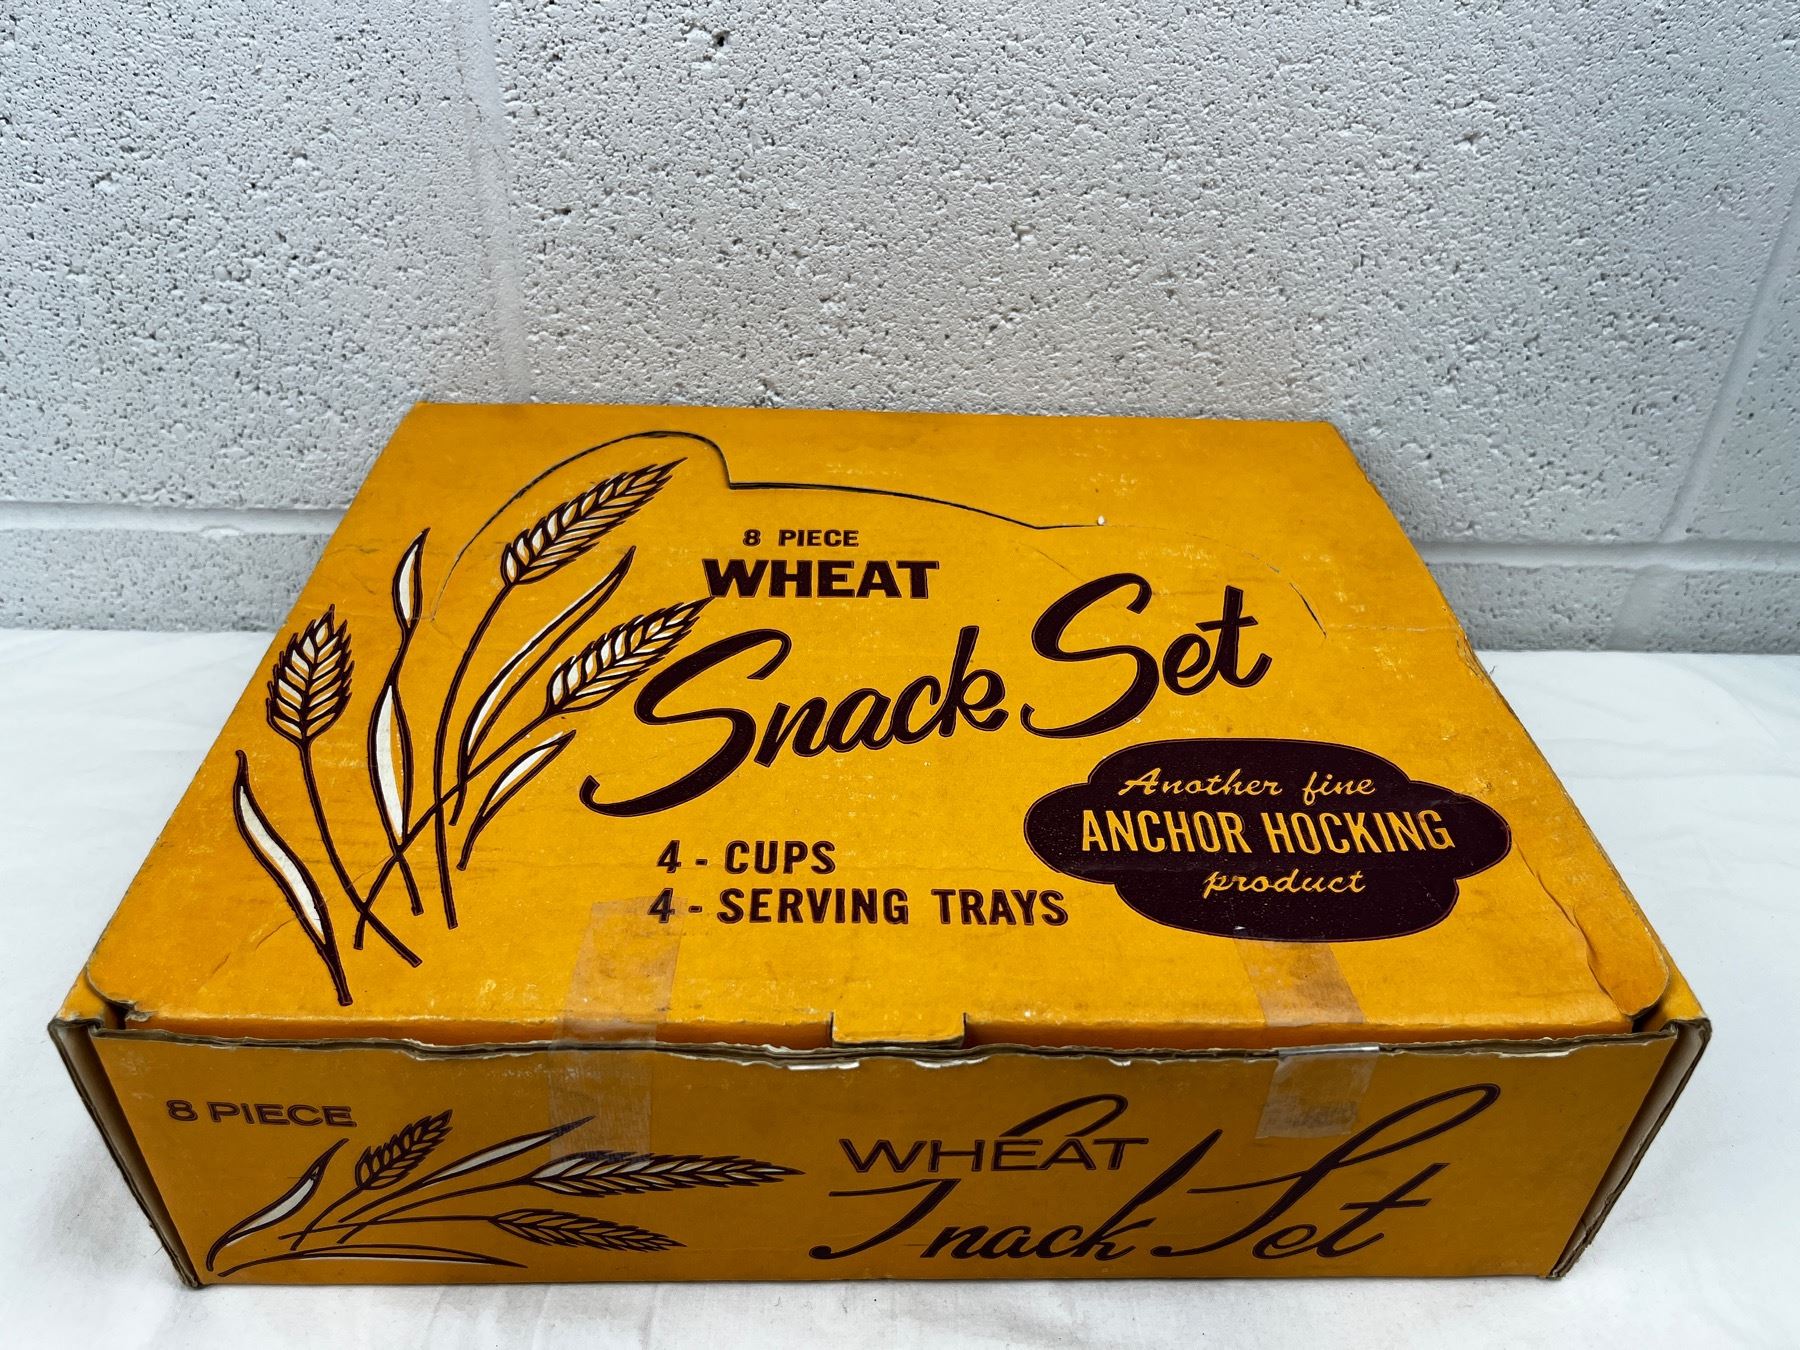 8 PIECE
WHEAT
Snack Set
4 - CUPS
4 - SERVING TRAYS
Another fine
ANCHOR HOCKING
product
8 PIECE
WHEAT
Snack Set